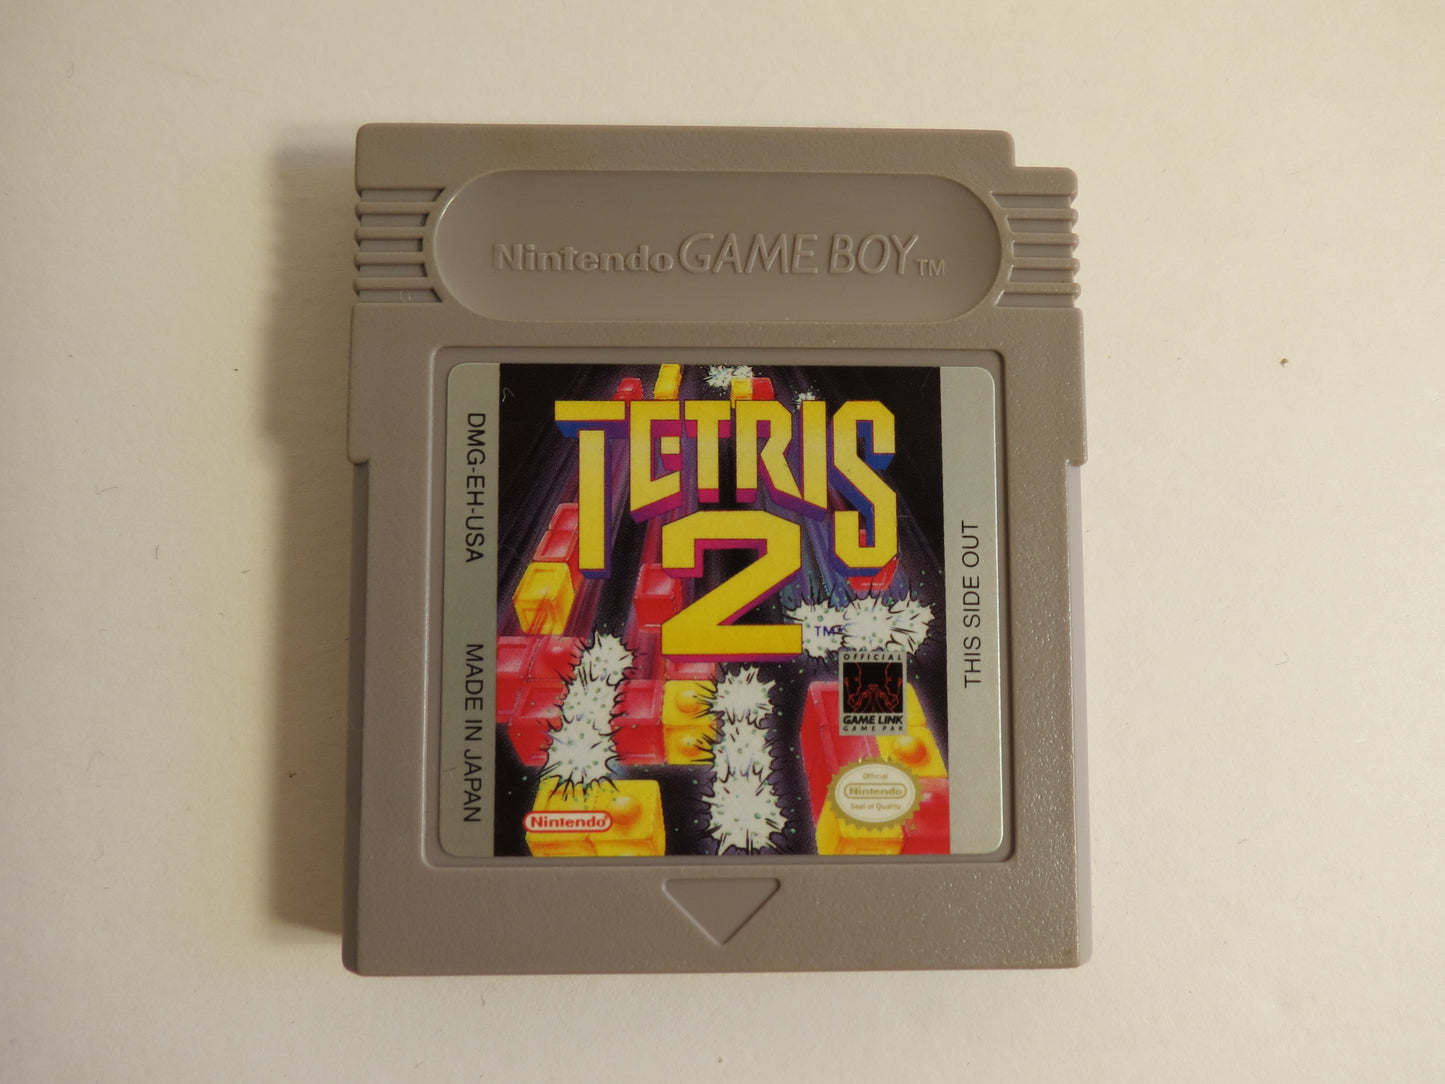 Nintendo GAME BOY TM
DMG-EH-USA MADE IN JAPAN
TETRIS
2
TM
OFFICIAL
GAME LINK
GAME PAK
Official
Nintendo
Seal of Quality
Nintendo
THIS SIDE OUT